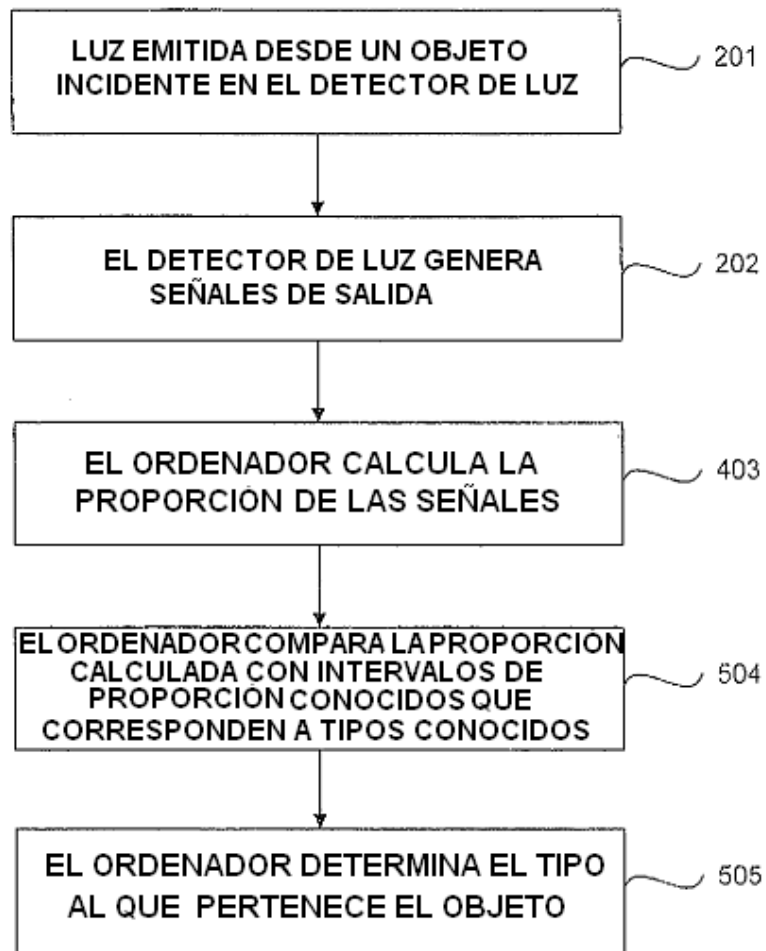 LUZ EMITIDA DESDE UN OBJETO
INCIDENTE EN EL DETECTOR DE LUZ
201
EL DETECTOR DE LUZ GENERA
SEÑALES DE SALIDA
202
EL ORDENADOR CALCULA LA
PROPORCIÓN DE LAS SEÑALES
403
EL ORDENADOR COMPARA LA PROPORCIÓN
CALCULADA CON INTERVALOS DE
PROPORCIÓN CONOCIDOS QUE
CORRESPONDEN A TIPOS CONOCIDOS
504
EL ORDENADOR DETERMINA EL TIPO
AL QUE PERTENECE EL OBJETO
505